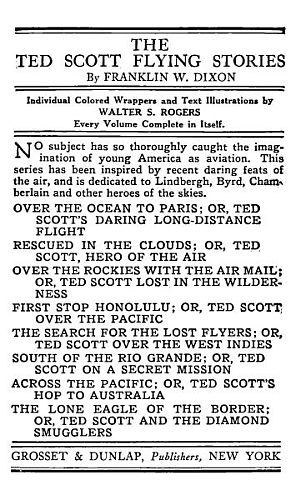 THE
TED SCOTT FLYING STORIES
By FRANKLIN W. DIXON
Individual Colored Wrappers and Text Illustrations by
WALTER S. ROGERS
Every Volume Complete in Itself.
NO subject has so thoroughly caught the imag-
ination of young America as aviation. This
series has been inspired by recent daring feats of
the air, and is dedicated to Lindbergh, Byrd, Cham-
berlain and other heroes of the skies.
OVER THE OCEAN TO PARIS; OR, TED
SCOTT'S DARING LONG-DISTANCE
FLIGHT
RESCUED IN THE CLOUDS; OR, TED
SCOTT, HERO OF THE AIR
OVER THE ROCKIES WITH THE AIR MAIL;
OR, TED SCOTT LOST IN THE WILDER-
NESS
FIRST STOP HONOLULU; OR, TED SCOTT
OVER THE PACIFIC
THE SEARCH FOR THE LOST FLYERS; OR,
TED SCOTT OVER THE WEST INDIES
SOUTH OF THE RIO GRANDE; OR, TED
SCOTT ON A SECRET MISSION
ACROSS THE PACIFIC; OR, TED SCOTT'S
HOP TO AUSTRALIA
THE LONE EAGLE OF THE BORDER;
OR, TED SCOTT AND THE DIAMOND
SMUGGLERS
GROSSET & DUNLAP, Publishers, NEW YORK